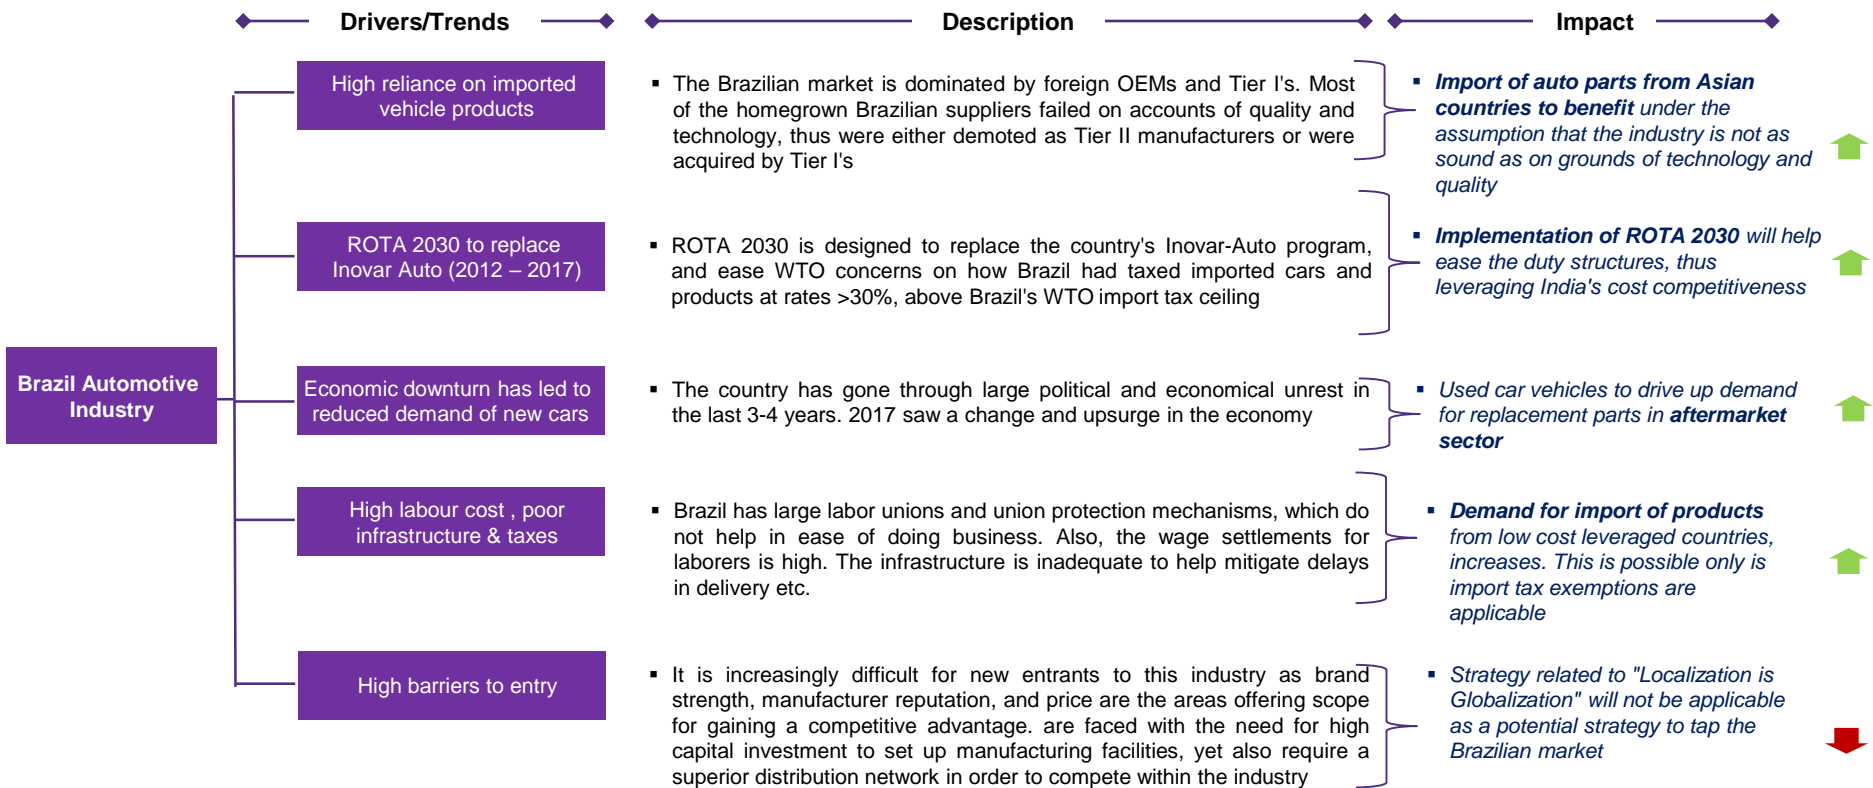 Drivers/Trends
Description
Impact
Brazil Automotive
Industry
High reliance on imported
vehicle products
▪ The Brazilian market is dominated by foreign OEMs and Tier I's. Most
of the homegrown Brazilian suppliers failed on accounts of quality and
technology, thus were either demoted as Tier II manufacturers or were
acquired by Tier I's
▪ Import of auto parts from Asian
countries to benefit under the
assumption that the industry is not as
sound as on grounds of technology and
quality
ROTA 2030 to replace
Inovar Auto (2012 – 2017)
▪ ROTA 2030 is designed to replace the country's Inovar-Auto program,
and ease WTO concerns on how Brazil had taxed imported cars and
products at rates >30%, above Brazil's WTO import tax ceiling
▪ Implementation of ROTA 2030 will help
ease the duty structures, thus
leveraging India's cost competitiveness
Economic downturn has led to
reduced demand of new cars
▪ The country has gone through large political and economical unrest in
the last 3-4 years. 2017 saw a change and upsurge in the economy
▪ Used car vehicles to drive up demand
for replacement parts in aftermarket
sector
High labour cost , poor
infrastructure & taxes
▪ Brazil has large labor unions and union protection mechanisms, which do
not help in ease of doing business. Also, the wage settlements for
laborers is high. The infrastructure is inadequate to help mitigate delays
in delivery etc.
▪ Demand for import of products
from low cost leveraged countries,
increases. This is possible only is
import tax exemptions are
applicable
High barriers to entry
▪ It is increasingly difficult for new entrants to this industry as brand
strength, manufacturer reputation, and price are the areas offering scope
for gaining a competitive advantage. are faced with the need for high
capital investment to set up manufacturing facilities, yet also require a
superior distribution network in order to compete within the industry
▪ Strategy related to "Localization is
Globalization" will not be applicable
as a potential strategy to tap the
Brazilian market